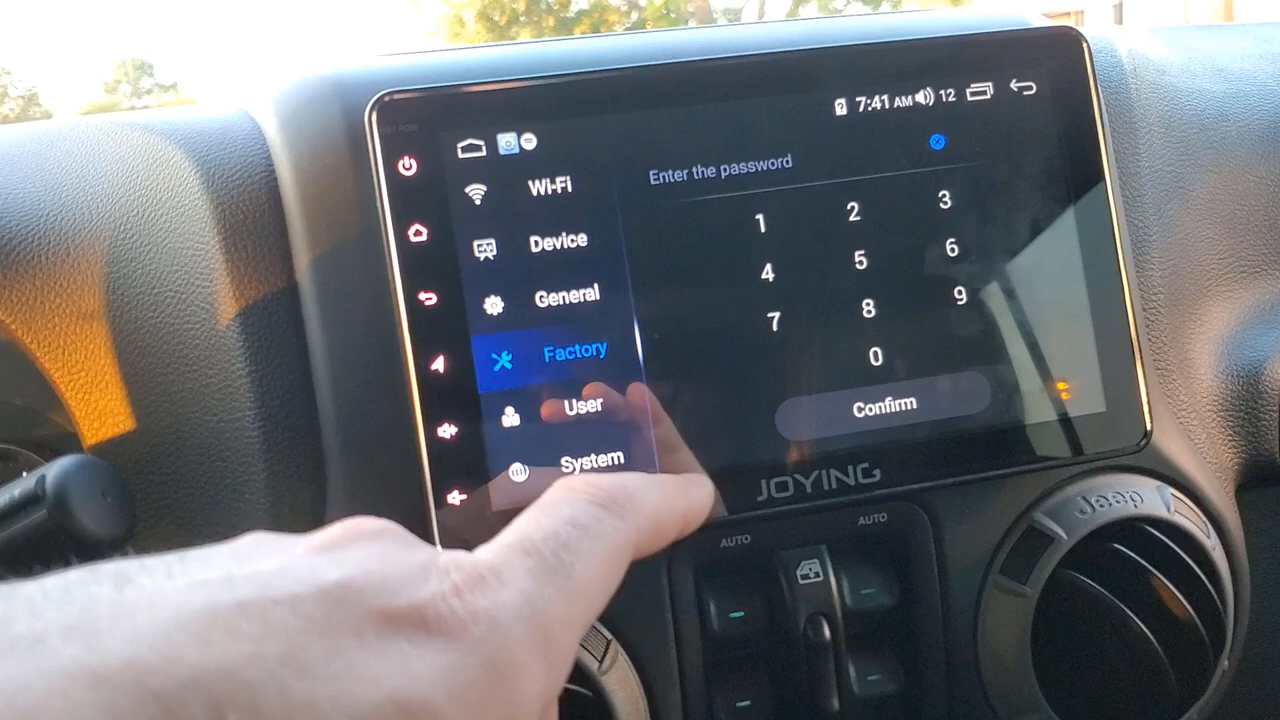 7:41 AM 12
Wi-Fi
Enter the password
Device
General
Factory
User
System
1 2 3
4 5 6
7 8 9
0
Confirm
JOYING
Jeep
AUTO AUTO